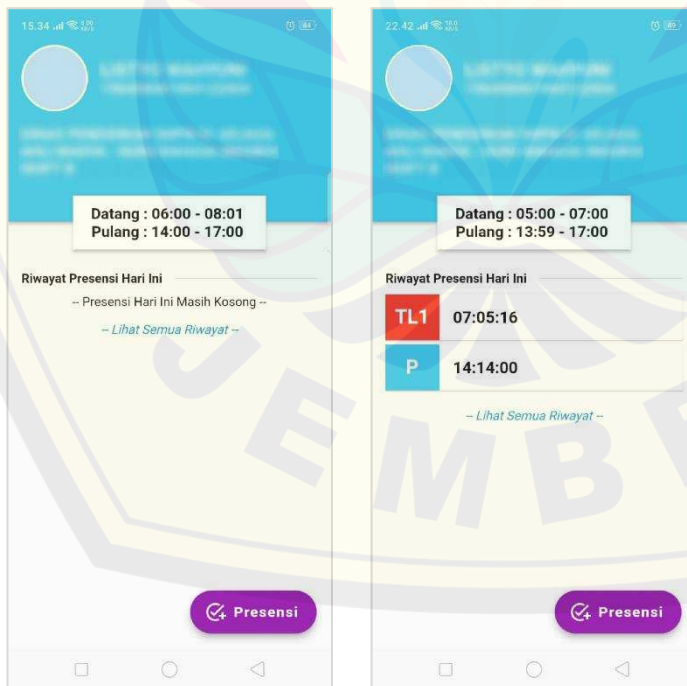 15.34
84
Datang : 06:00 - 08:01
Pulang : 14:00 - 17:00
Riwayat Presensi Hari Ini
-- Presensi Hari Ini Masih Kosong --
-- Lihat Semua Riwayat --
Presensi
22.42
Datang : 05:00 - 07:00
Pulang : 13:59 - 17:00
Riwayat Presensi Hari Ini
TL1 07:05:16
P 14:14:00
-- Lihat Semua Riwayat --
Presensi
JEMBE